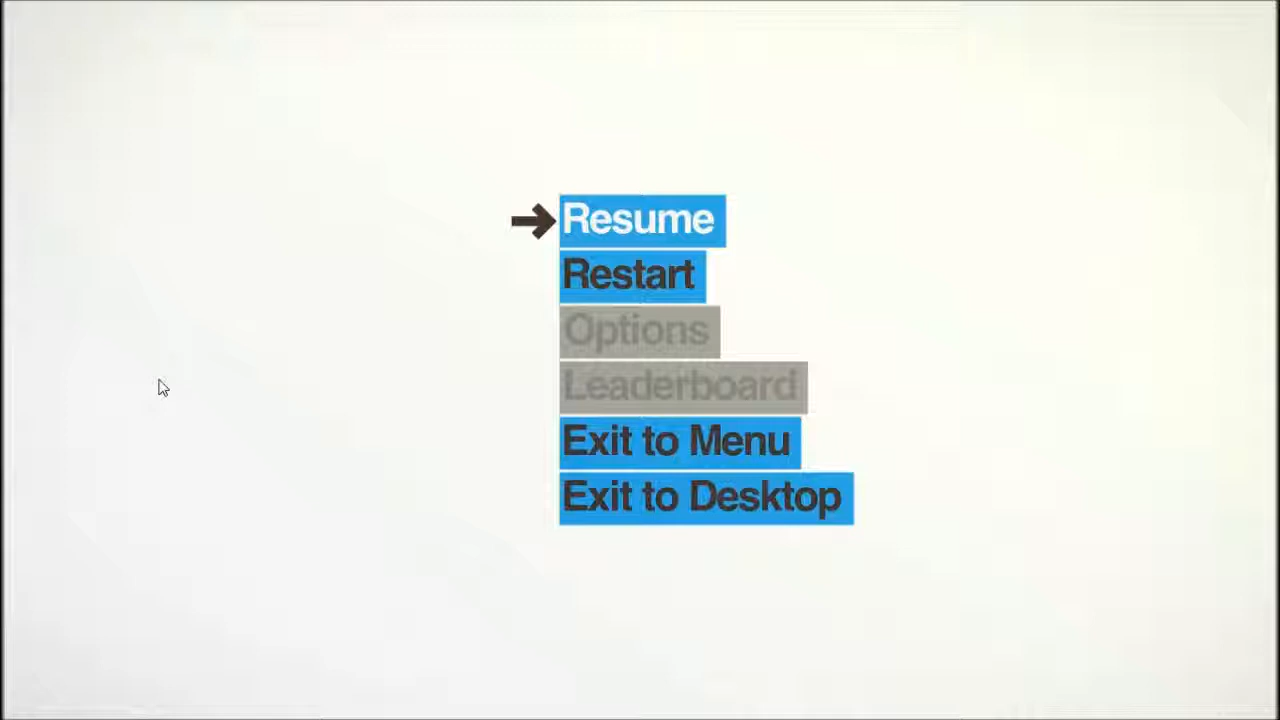 Resume
Restart
Options
Leaderboard
Exit to Menu
Exit to Desktop